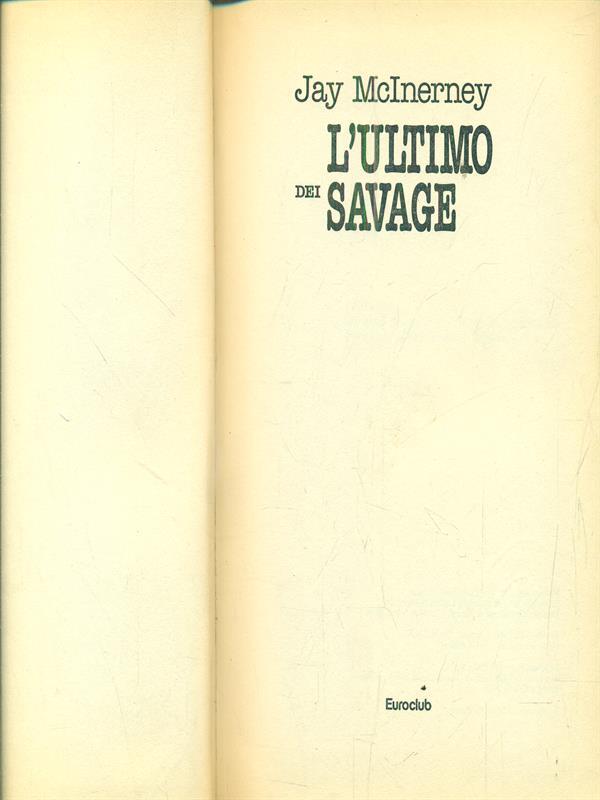 Jay McInerney
L'ULTIMO
DEI SAVAGE
Euroclub